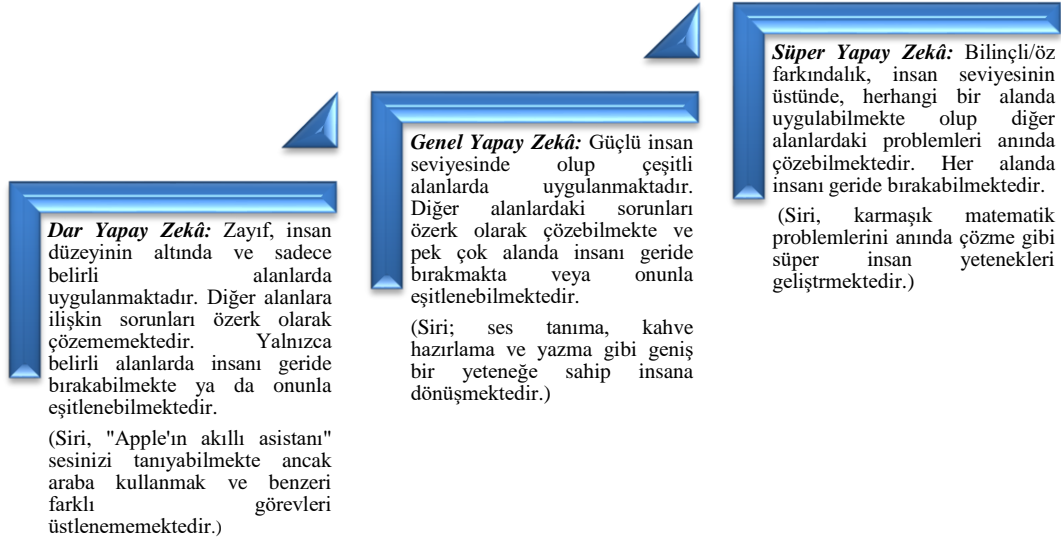 Dar Yapay Zekâ: Zayıf, insan
düzeyinin altında ve sadece
belirli alanlarda
uygulanmaktadır. Diğer alanlara
ilişkin sorunları özerk olarak
çözememektedir. Yalnızca
belirli alanlarda insanı geride
bırakabilmekte ya da onunla
eşitlenebilmektedir.
(Siri, "Apple'ın akıllı asistanı"
sesinizi tanıyabilmekte ancak
araba kullanmak ve benzeri
farklı görevleri
üstlenememektedir.)
Genel Yapay Zekâ: Güçlü insan
seviyesinde olup çeşitli
alanlarda uygulanmaktadır.
Diğer alanlardaki sorunları
özerk olarak çözebilmekte ve
pek çok alanda insanı geride
bırakmakta veya onunla
eşitlenebilmektedir.
(Siri; ses tanıma, kahve
hazırlama ve yazma gibi geniş
bir yeteneğe sahip insana
dönüşmektedir.)
Süper Yapay Zekâ: Bilinçli/öz
farkındalık, insan seviyesinin
üstünde, herhangi bir alanda
uygulabilmekte olup diğer
alanlardaki problemleri anında
çözebilmektedir. Her alanda
insanı geride bırakabilmektedir.
(Siri, karmaşık matematik
problemlerini anında çözme gibi
süper insan yetenekleri
geliştrmektedir.)